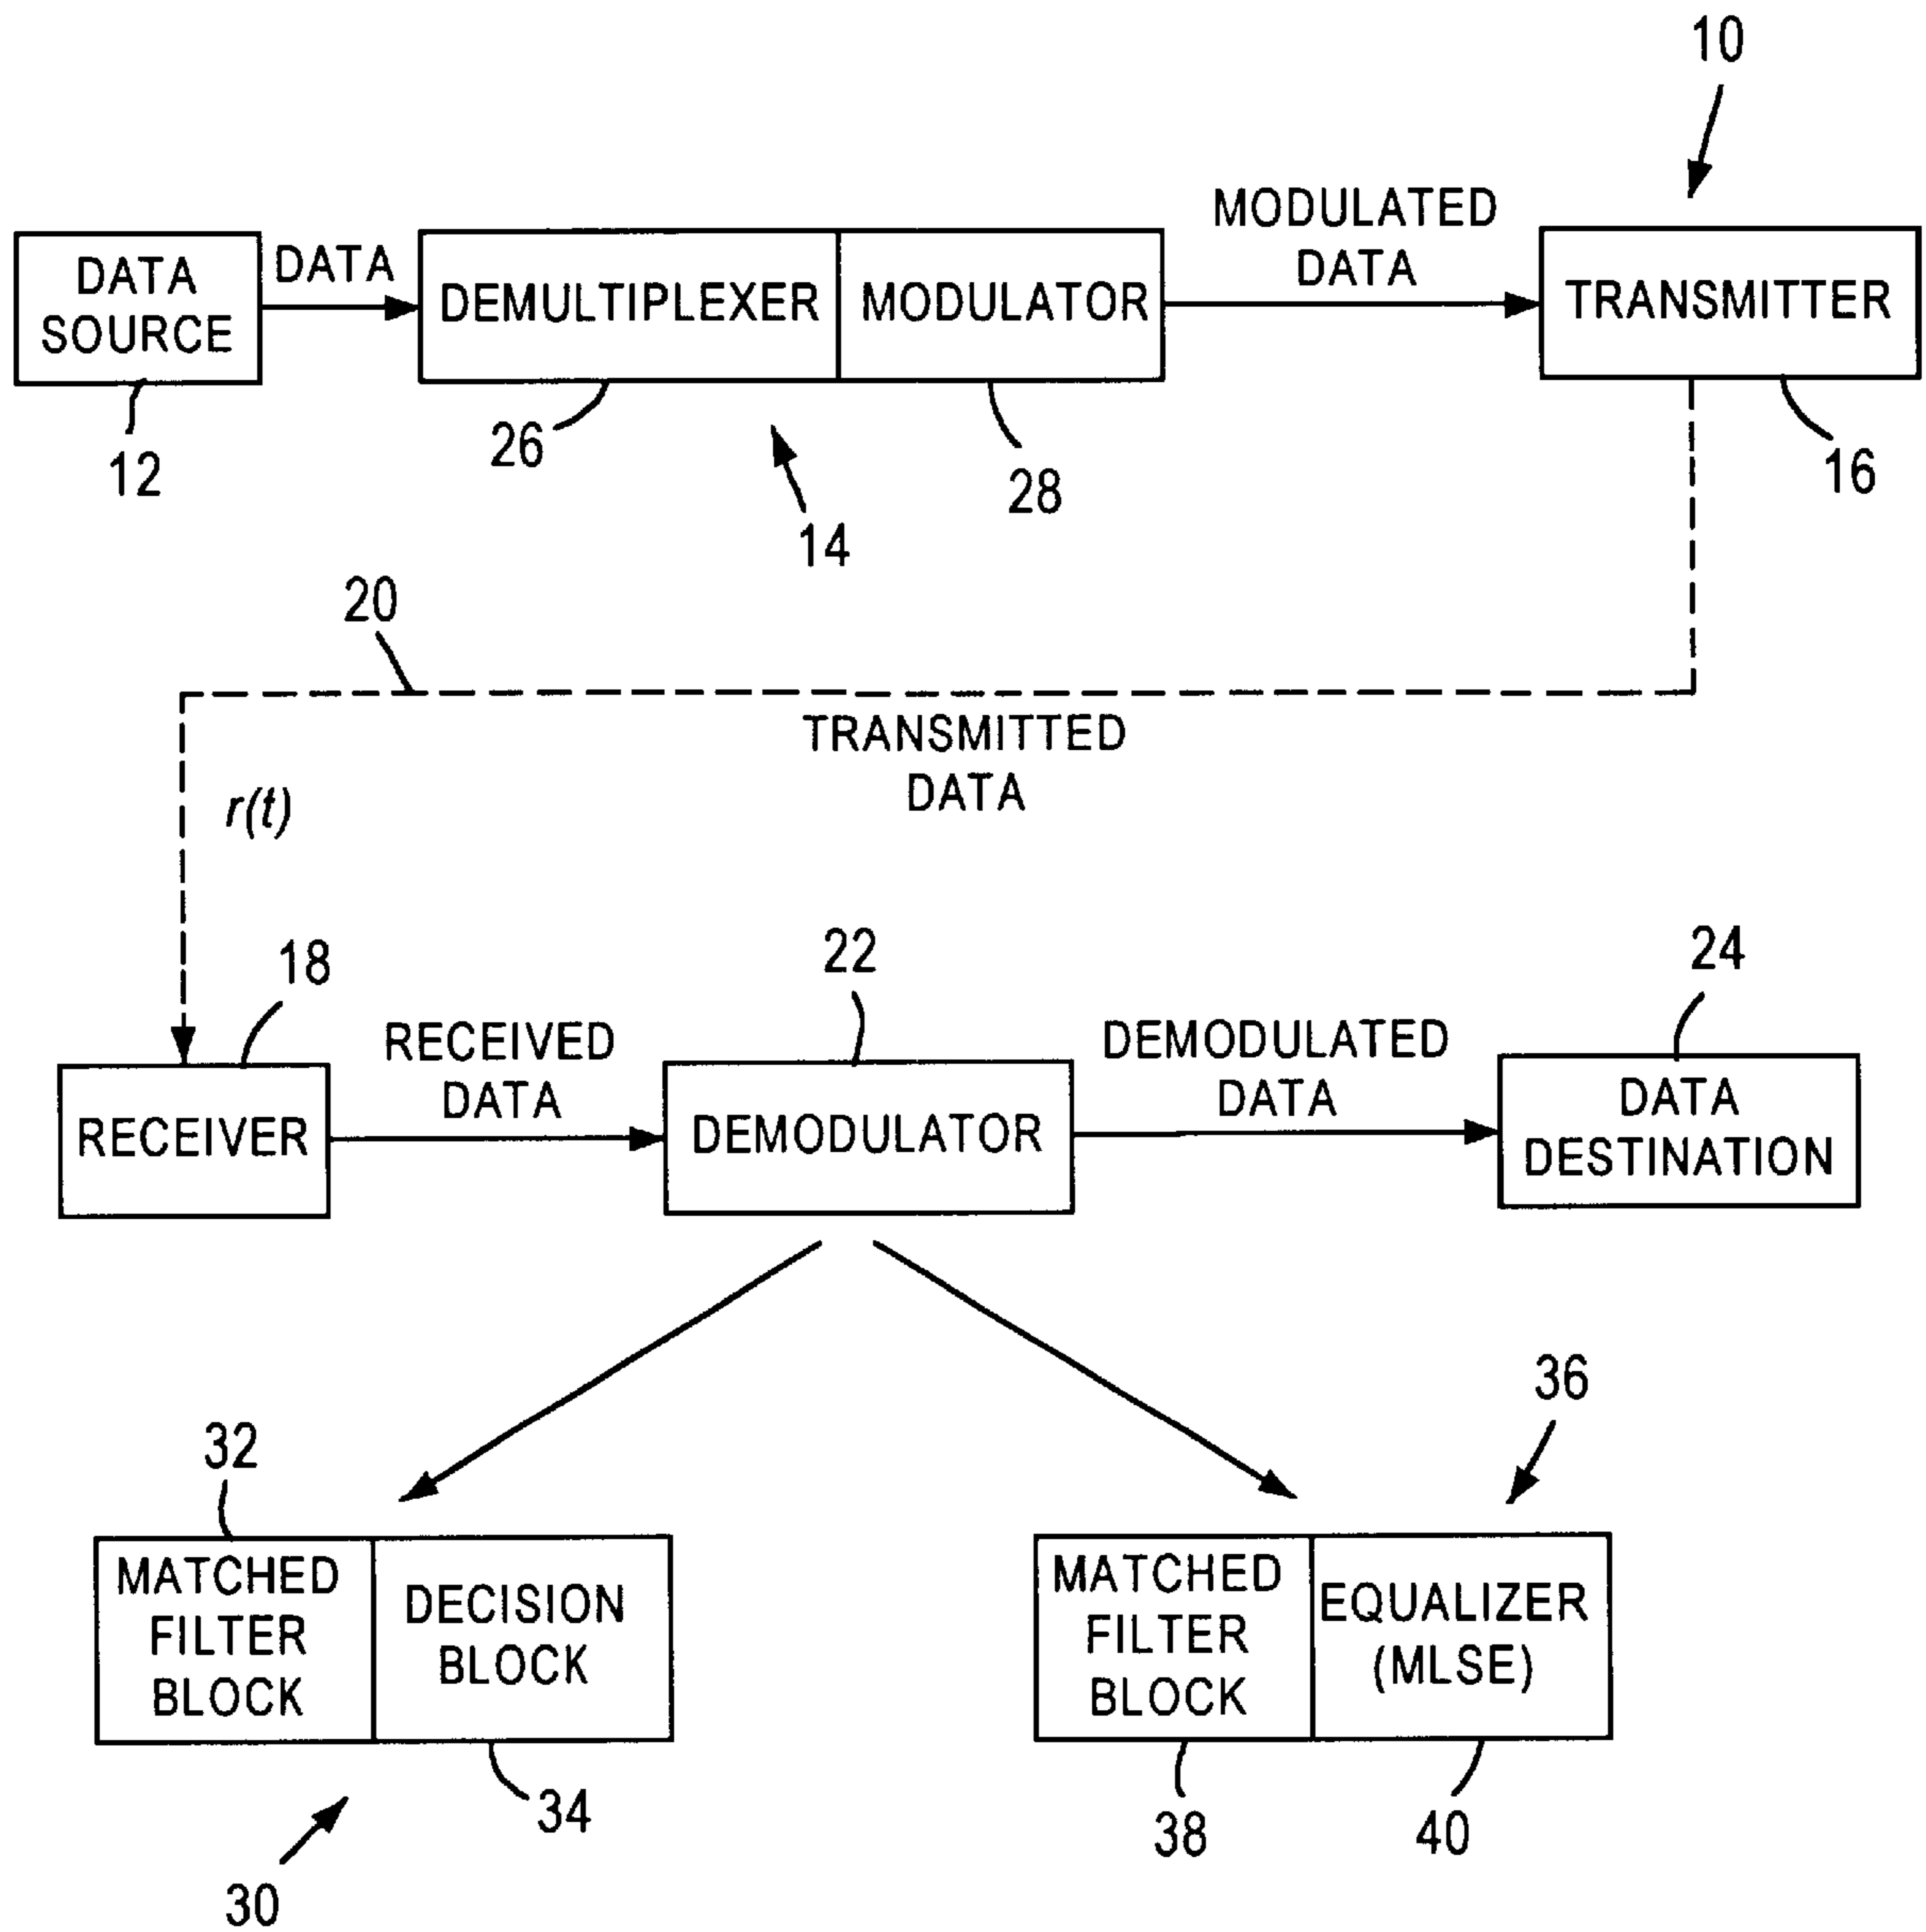 10
MODULATED
DATA
DATA
DATA
SOURCE
DEMULTIPLEXER
MODULATOR
TRANSMITTER
12
26
28
16
14
20
TRANSMITTED
DATA
r(t)
18
22
24
RECEIVED
DATA
DEMODULATED
DATA
RECEIVER
DEMODULATOR
DATA
DESTINATION
36
32
MATCHED
FILTER
BLOCK
DECISION
BLOCK
MATCHED
FILTER
BLOCK
EQUALIZER
(MLSE)
34
38
40
30